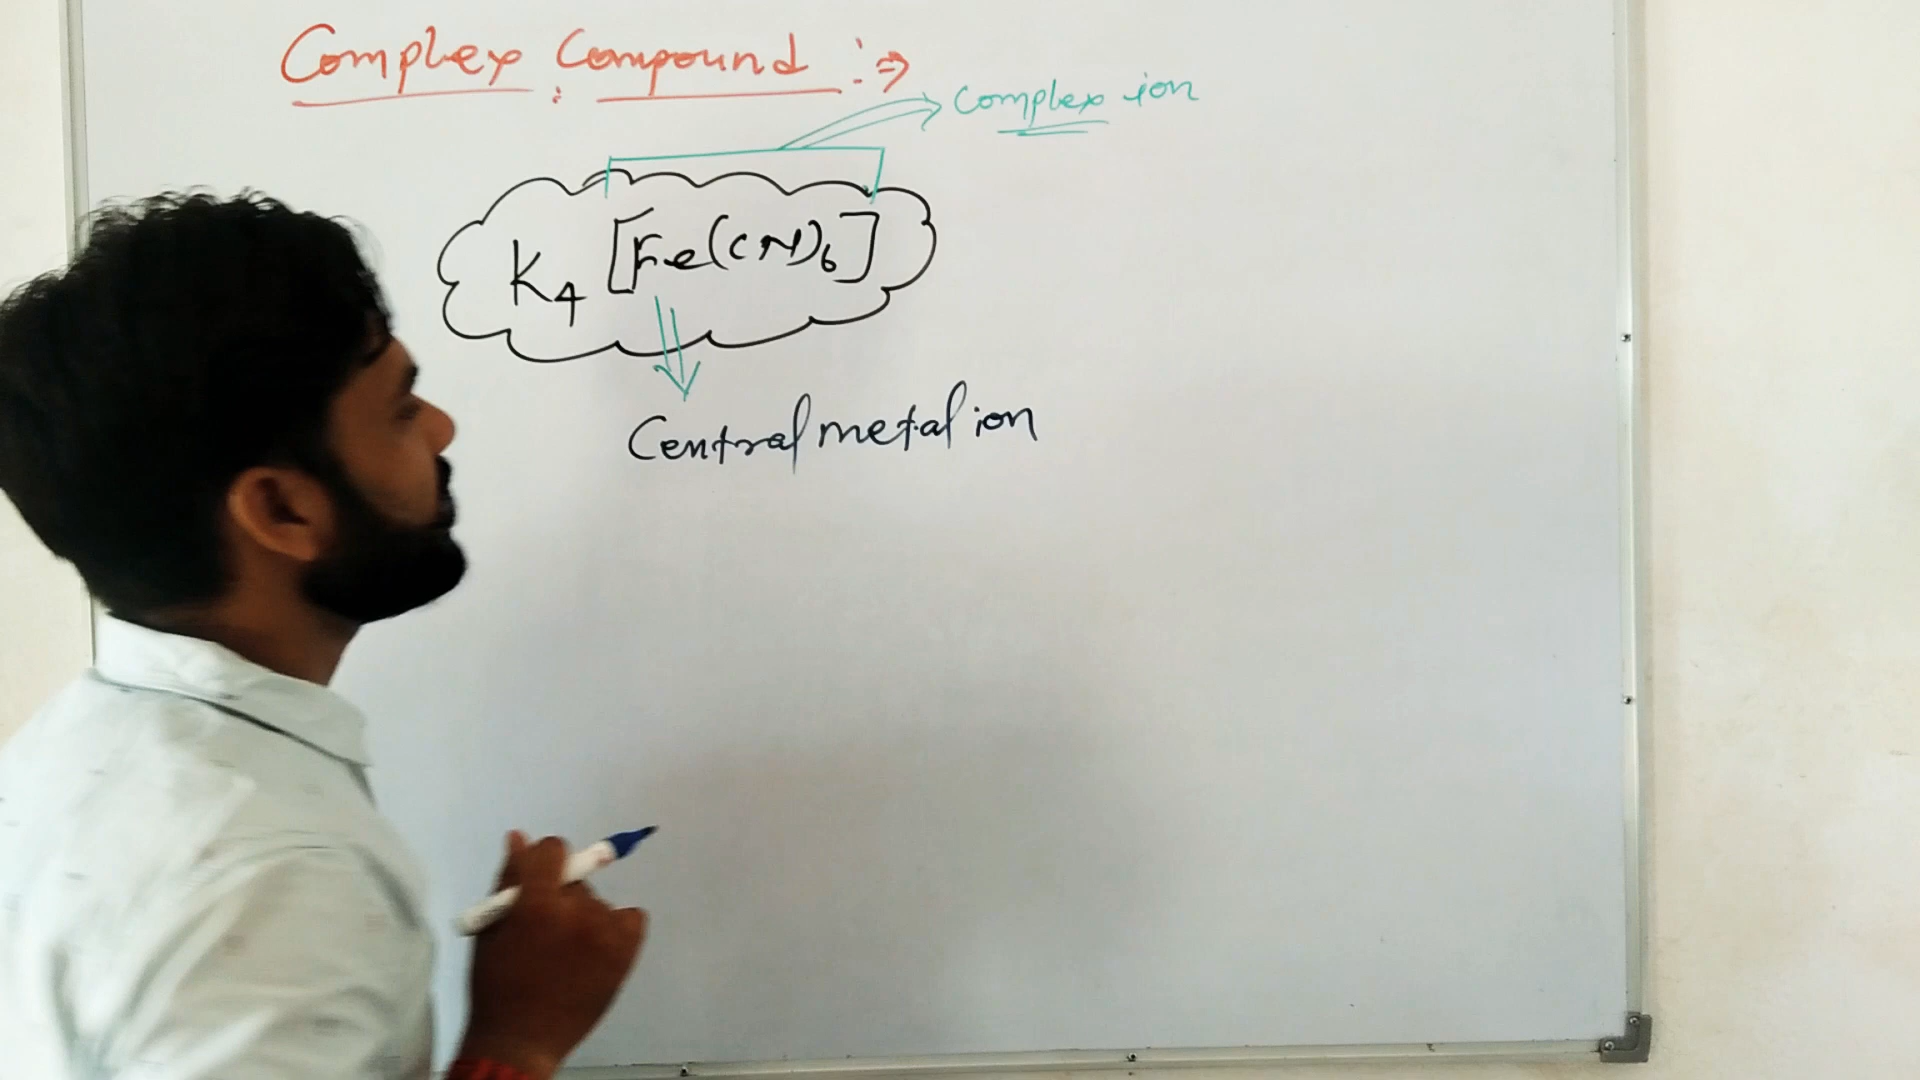 Complex Compound :⇒
Complex ion
K₄ [Fe(CN)₆]
Central metal ion